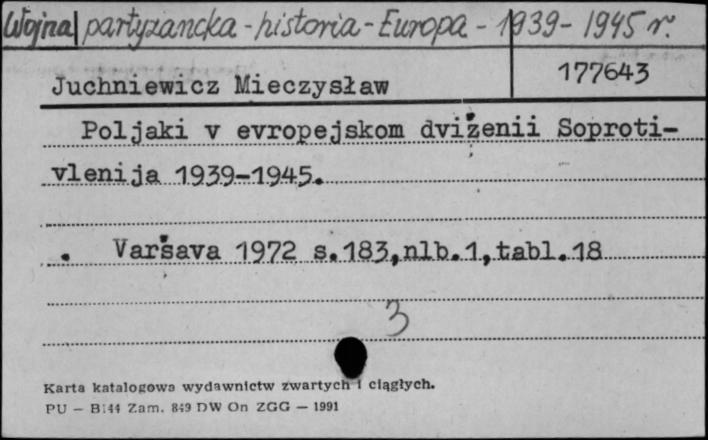 Wojna partyzancka - historia - Europa - 1939 - 1945 r.
177643
Juchniewicz Mieczysław
Poljaki v evropejskom dviženii Soproti-
vlenija 1939-1945.
. Varšava 1972 s.183,nlb.1,tabl.18
3
Karta katalogowa wydawnictw zwartych i ciągłych.
PU — B144 Zam. 849 DW On ZGG — 1991